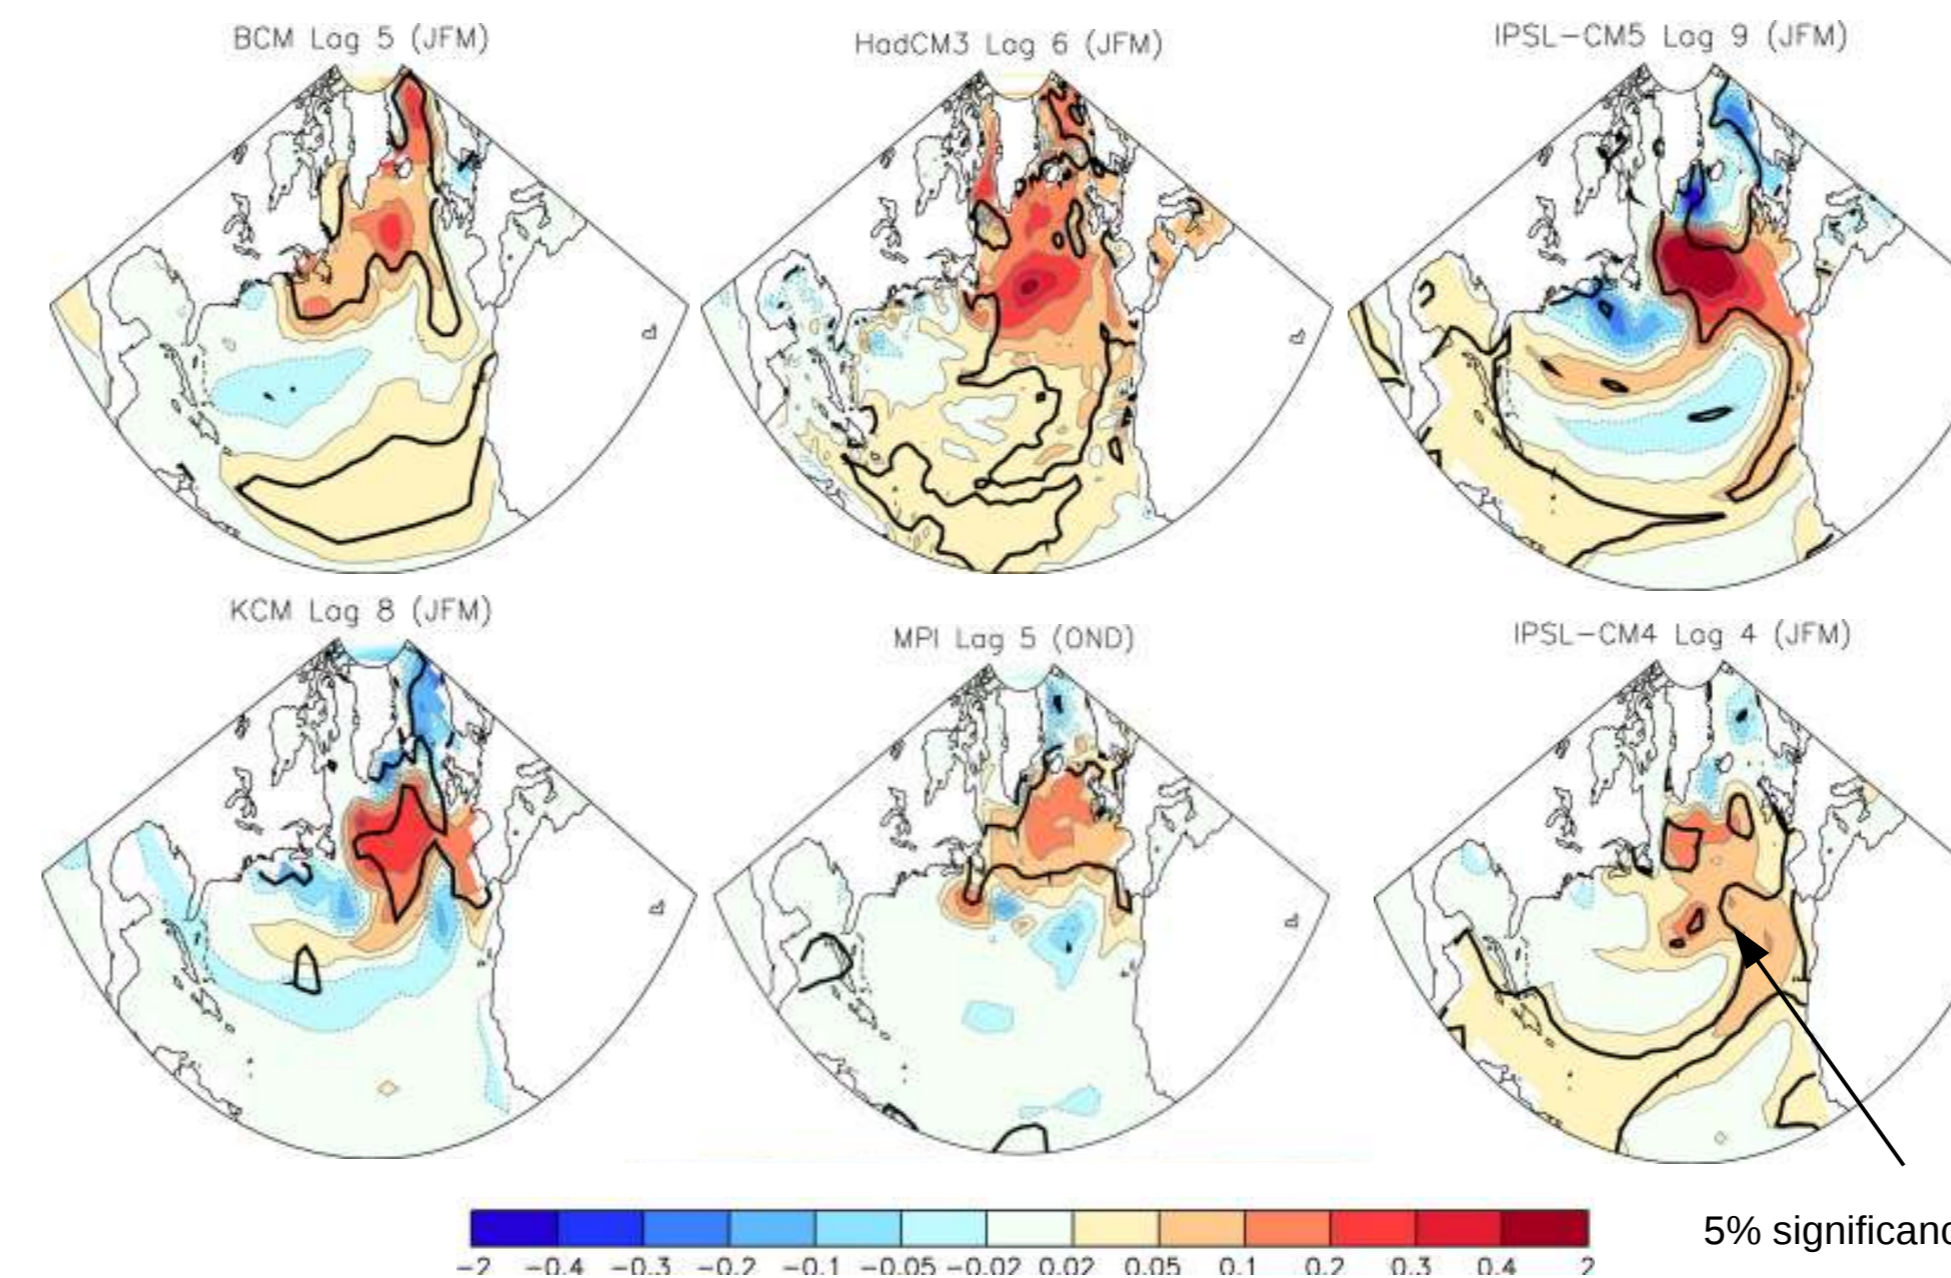 BCM Lag 5 (JFM)
HadCM3 Lag 6 (JFM)
IPSL-CM5 Lag 9 (JFM)
KCM Lag 8 (JFM)
MPI Lag 5 (OND)
IPSL-CM4 Lag 4 (JFM)
5%
-2 -0.4 -0.3 -0.2 -0.1 -0.05 -0.02 0.02 0.05 0.1 0.2 0.3 0.4 2